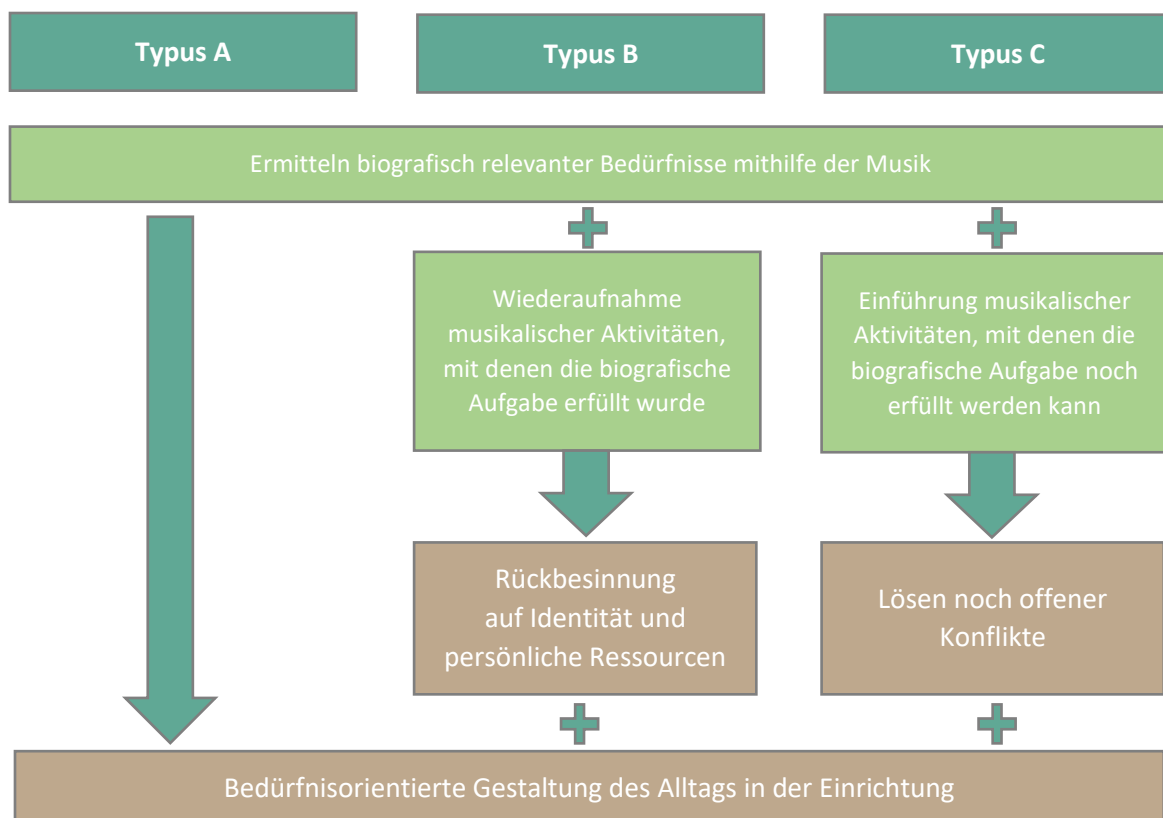 Typus A
Typus B
Typus C
Ermitteln biografisch relevanter Bedürfnisse mithilfe der Musik
Wiederaufnahme
musikalischer Aktivitäten,
mit denen die biografische
Aufgabe erfüllt wurde
Einführung musikalischer
Aktivitäten, mit denen die
biografische Aufgabe noch
erfüllt werden kann
Rückbesinnung
auf Identität und
persönliche Ressourcen
Lösen noch offener
Konflikte
Bedürfnisorientierte Gestaltung des Alltags in der Einrichtung